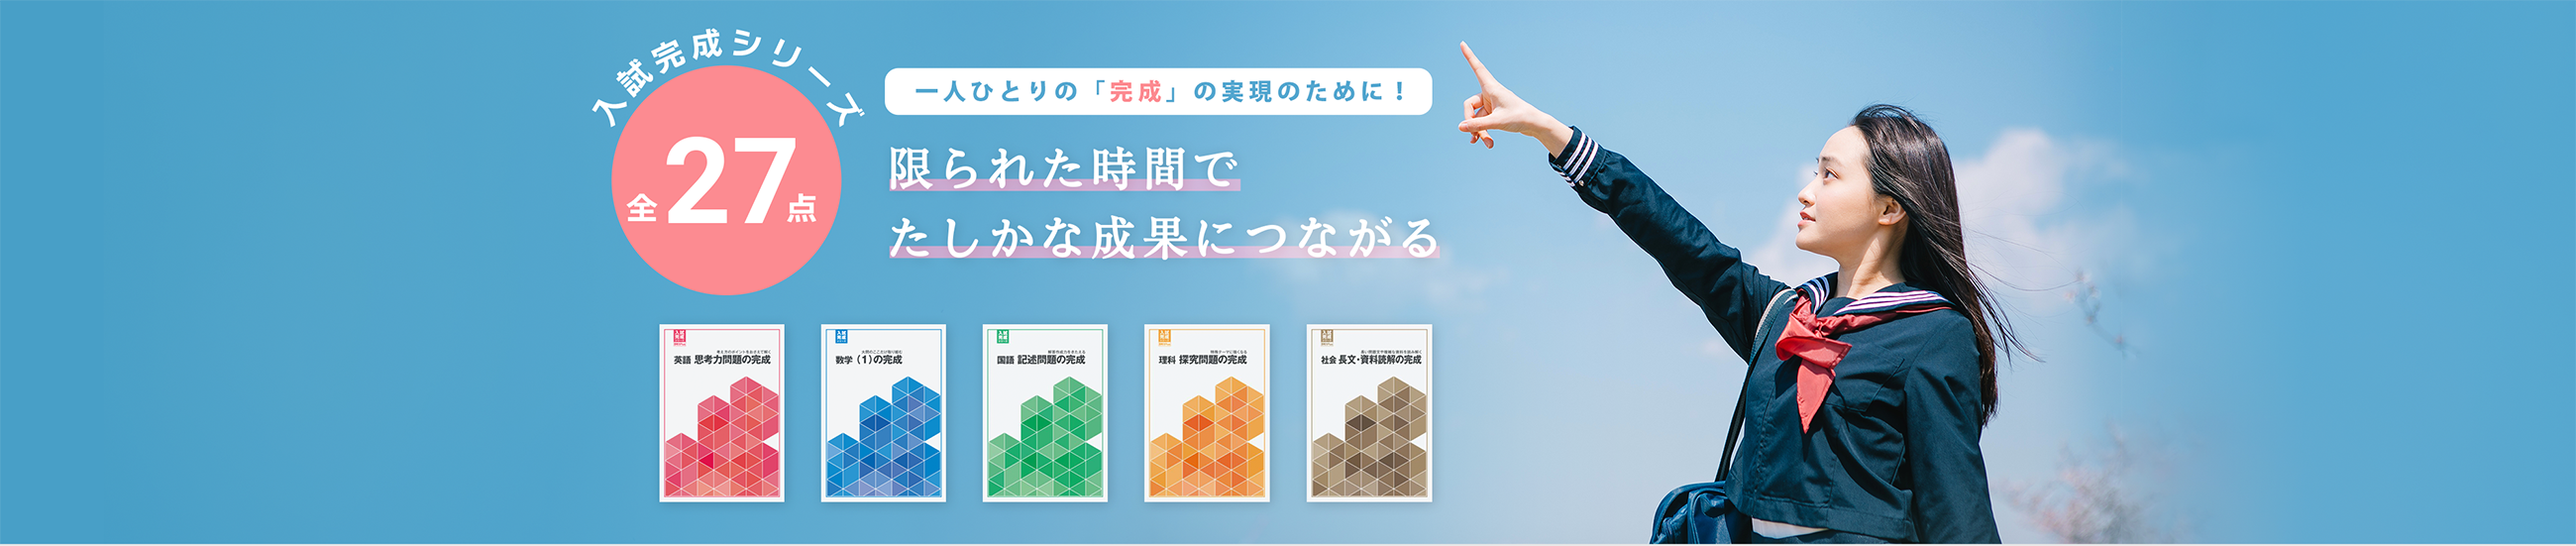 入試完成シリーズ
全27点
一人ひとりの「完成」の実現のために！
限られた時間で
たしかな成果につながる
英語 思考力問題の完成
数学（1）の完成
国語 記述問題の完成
理科 探究問題の完成
社会 長文・資料読解の完成